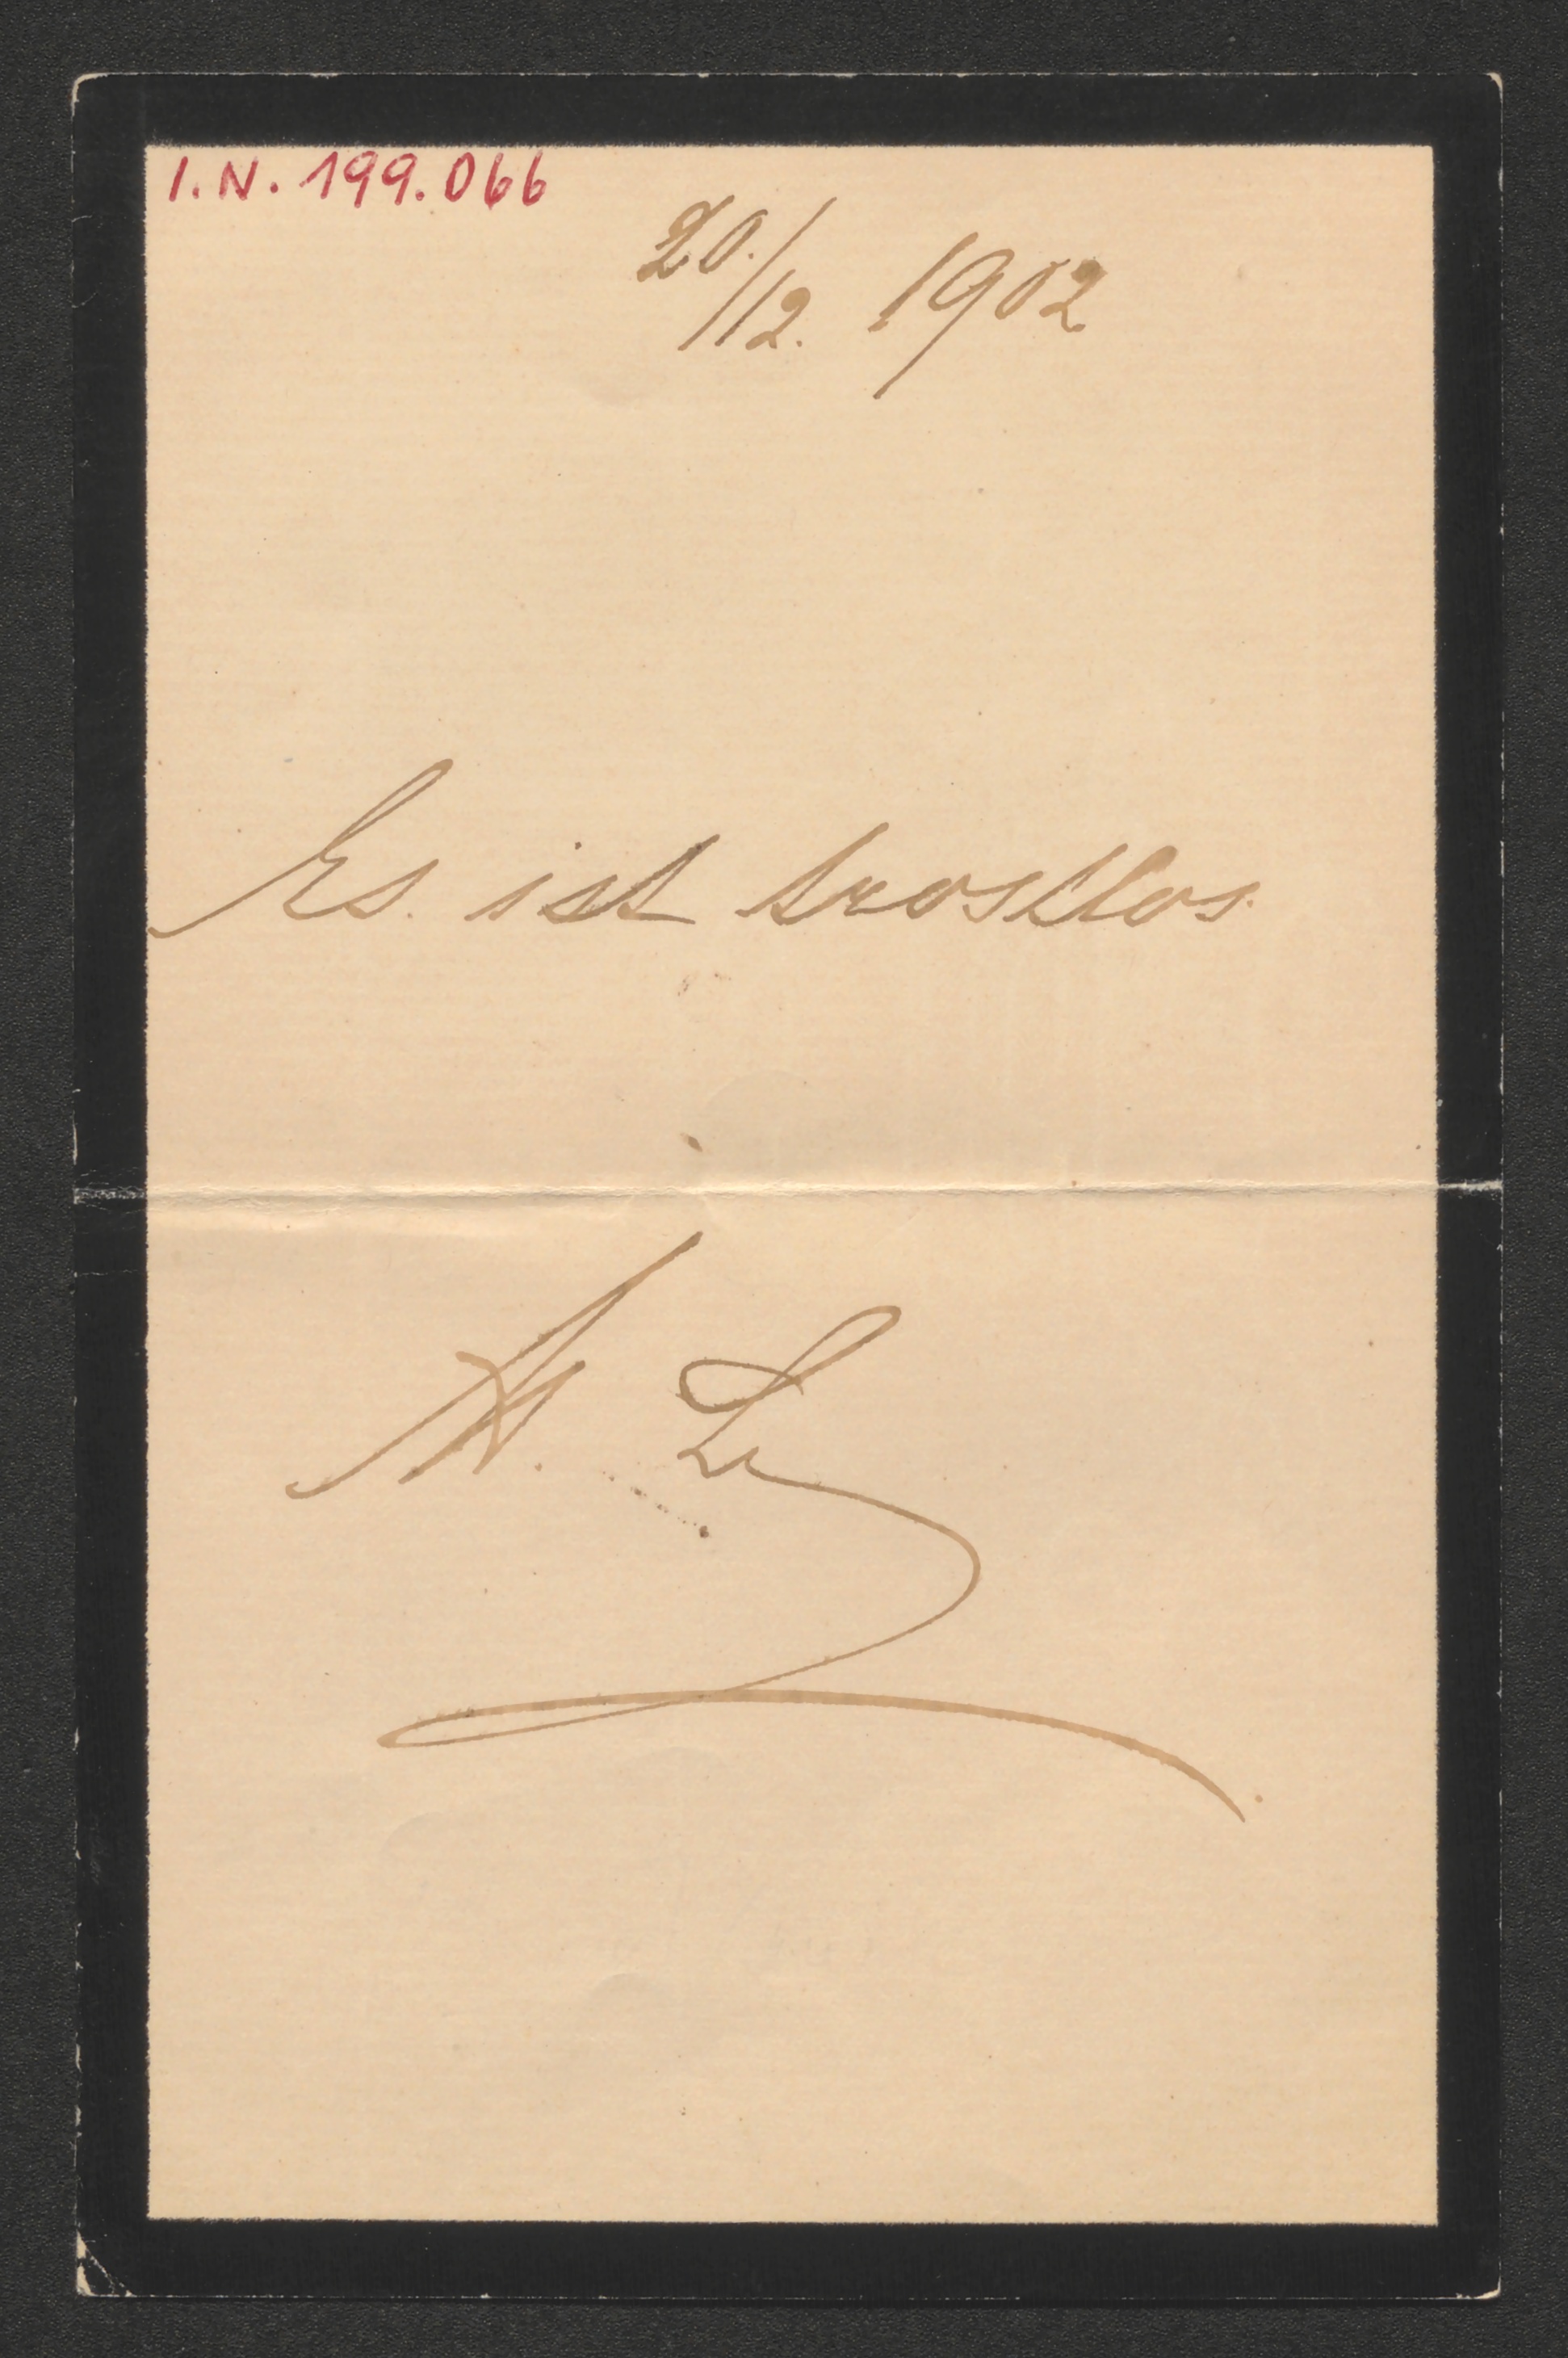 I.N. 199.066
20./12. 1902
Es ist trostlos.
A. L